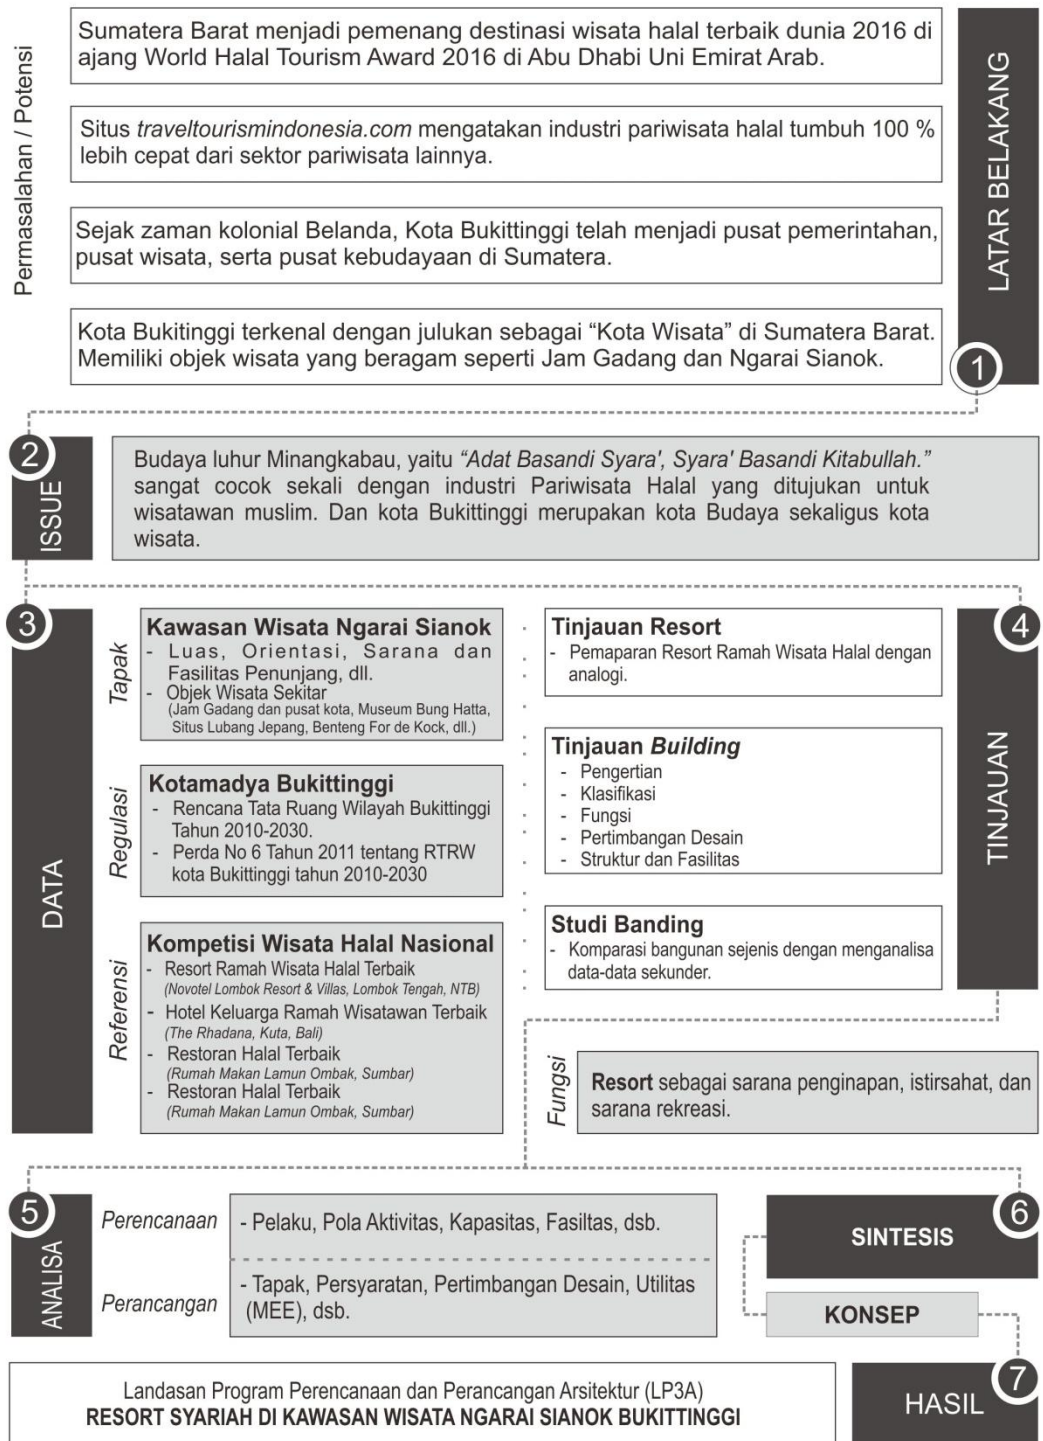 Permasalahan / Potensi
Sumatera Barat menjadi pemenang destinasi wisata halal terbaik dunia 2016 di
ajang World Halal Tourism Award 2016 di Abu Dhabi Uni Emirat Arab.
Situs traveltourismindonesia.com mengatakan industri pariwisata halal tumbuh 100 %
lebih cepat dari sektor pariwisata lainnya.
Sejak zaman kolonial Belanda, Kota Bukittinggi telah menjadi pusat pemerintahan,
pusat wisata, serta pusat kebudayaan di Sumatera.
Kota Bukitinggi terkenal dengan julukan sebagai “Kota Wisata” di Sumatera Barat.
Memiliki objek wisata yang beragam seperti Jam Gadang dan Ngarai Sianok.
LATAR BELAKANG
1
2
ISSUE
Budaya luhur Minangkabau, yaitu “Adat Basandi Syara', Syara' Basandi Kitabullah.”
sangat cocok sekali dengan industri Pariwisata Halal yang ditujukan untuk
wisatawan muslim. Dan kota Bukittinggi merupakan kota Budaya sekaligus kota
wisata.
3
DATA
Tapak
Kawasan Wisata Ngarai Sianok
- Luas, Orientasi, Sarana dan
Fasilitas Penunjang, dll.
- Objek Wisata Sekitar
(Jam Gadang dan pusat kota, Museum Bung Hatta,
Situs Lubang Jepang, Benteng For de Kock, dll.)
Regulasi
Kotamadya Bukittinggi
- Rencana Tata Ruang Wilayah Bukittinggi
Tahun 2010-2030.
- Perda No 6 Tahun 2011 tentang RTRW
kota Bukittinggi tahun 2010-2030
Referensi
Kompetisi Wisata Halal Nasional
- Resort Ramah Wisata Halal Terbaik
(Novotel Lombok Resort & Villas, Lombok Tengah, NTB)
- Hotel Keluarga Ramah Wisatawan Terbaik
(The Rhadana, Kuta, Bali)
- Restoran Halal Terbaik
(Rumah Makan Lamun Ombak, Sumbar)
- Restoran Halal Terbaik
(Rumah Makan Lamun Ombak, Sumbar)
4
TINJAUAN
Tinjauan Resort
- Pemaparan Resort Ramah Wisata Halal dengan
analogi.
Tinjauan Building
- Pengertian
- Klasifikasi
- Fungsi
- Pertimbangan Desain
- Struktur dan Fasilitas
Studi Banding
- Komparasi bangunan sejenis dengan menganalisa
data-data sekunder.
Fungsi
Resort sebagai sarana penginapan, istirsahat, dan
sarana rekreasi.
5
ANALISA
Perencanaan
- Pelaku, Pola Aktivitas, Kapasitas, Fasiltas, dsb.
Perancangan
- Tapak, Persyaratan, Pertimbangan Desain, Utilitas
(MEE), dsb.
6
SINTESIS
KONSEP
7
HASIL
Landasan Program Perencanaan dan Perancangan Arsitektur (LP3A)
RESORT SYARIAH DI KAWASAN WISATA NGARAI SIANOK BUKITTINGGI